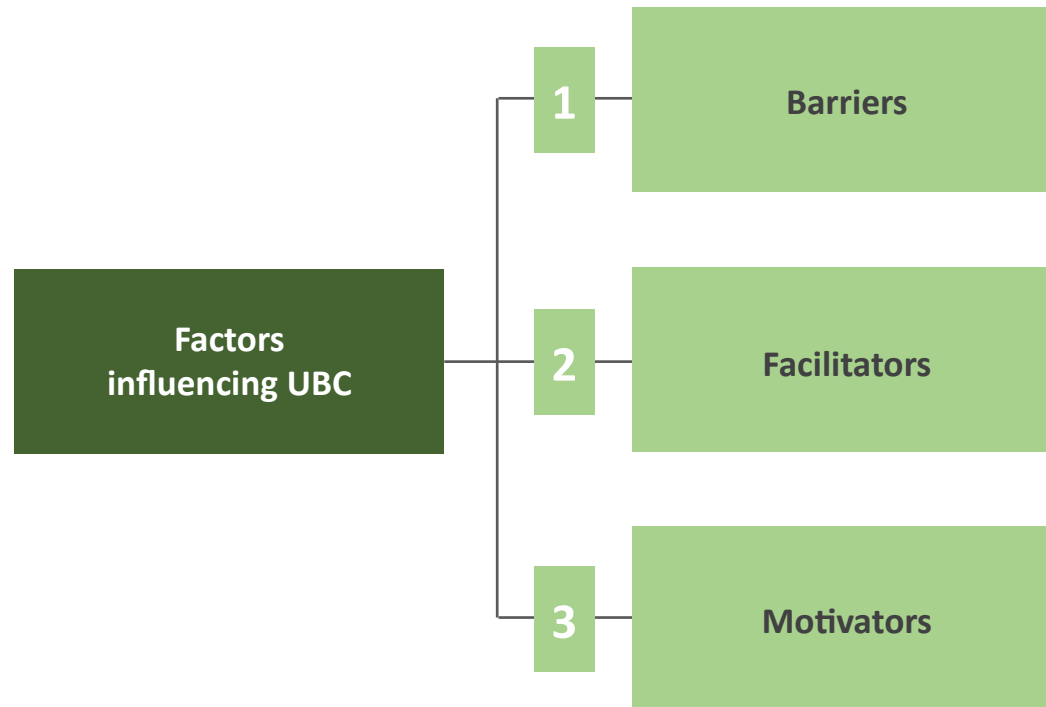 1
Barriers
Factors
influencing UBC
2
Facilitators
3
Motivators